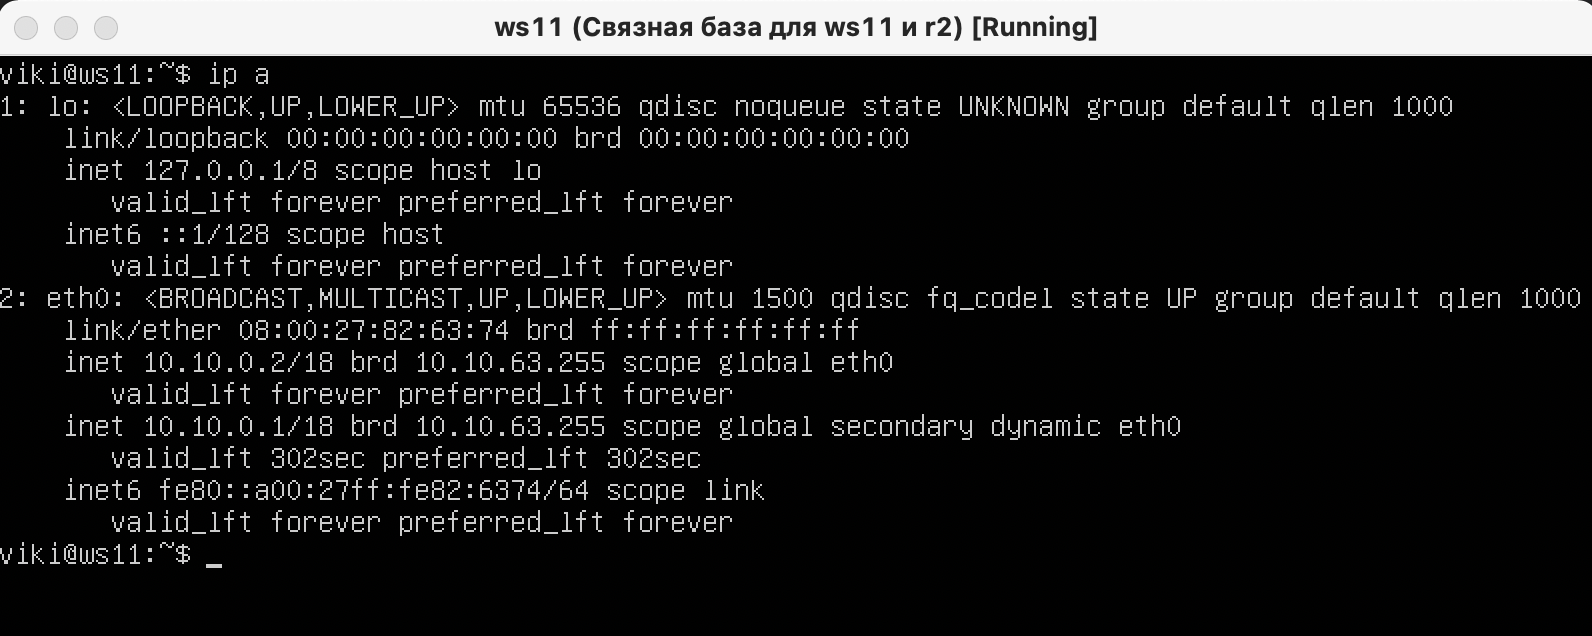 ws11 (Связная база для ws11 и r2) [Running]
viki@ws11:~$ ip a
1: lo: <LOOPBACK,UP,LOWER_UP> mtu 65536 qdisc noqueue state UNKNOWN group default qlen 1000
    link/loopback 00:00:00:00:00:00 brd 00:00:00:00:00:00
    inet 127.0.0.1/8 scope host lo
       valid_lft forever preferred_lft forever
    inet6 ::1/128 scope host
       valid_lft forever preferred_lft forever
2: eth0: <BROADCAST,MULTICAST,UP,LOWER_UP> mtu 1500 qdisc fq_codel state UP group default qlen 1000
    link/ether 08:00:27:82:63:74 brd ff:ff:ff:ff:ff:ff
    inet 10.10.0.2/18 brd 10.10.63.255 scope global eth0
       valid_lft forever preferred_lft forever
    inet 10.10.0.1/18 brd 10.10.63.255 scope global secondary dynamic eth0
       valid_lft 302sec preferred_lft 302sec
    inet6 fe80::a00:27ff:fe82:6374/64 scope link
       valid_lft forever preferred_lft forever
viki@ws11:~$ _